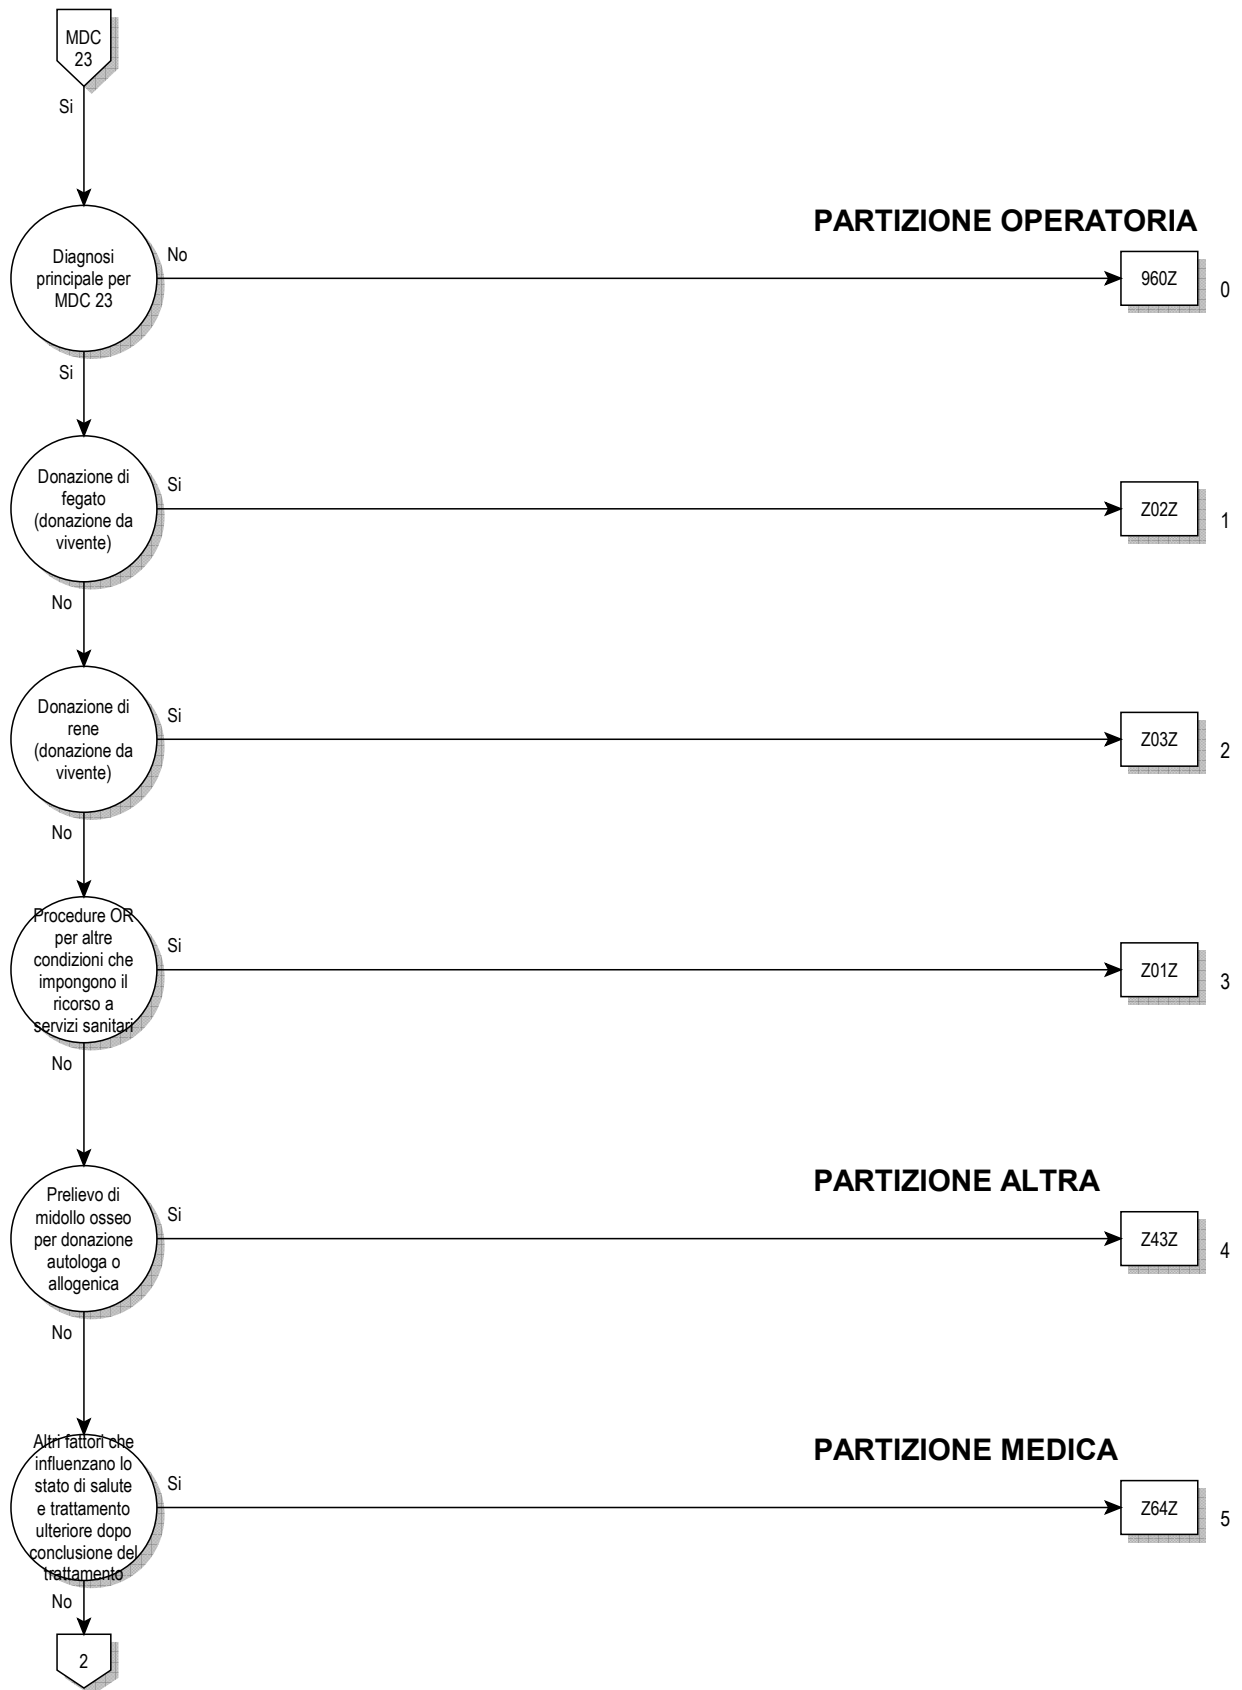 MDC
23
Si
PARTIZIONE OPERATORIA
Diagnosi
principale per
MDC 23
No
960Z
0
Si
Donazione di
fegato
(donazione da
vivente)
Si
Z02Z
1
No
Donazione di
rene
(donazione da
vivente)
Si
Z03Z
2
No
Procedure OR
per altre
condizioni che
impongono il
ricorso a
servizi sanitari
Si
Z01Z
3
No
PARTIZIONE ALTRA
Prelievo di
midollo osseo
per donazione
autologa o
allogenica
Si
Z43Z
4
No
PARTIZIONE MEDICA
Altri fattori che
influenzano lo
stato di salute
e trattamento
ulteriore dopo
conclusione del
trattamento
Si
Z64Z
5
No
2